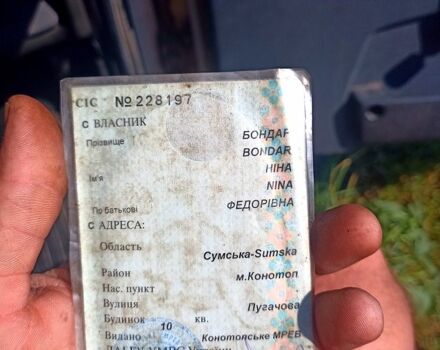 СІС № 228197
С ВЛАСНИК
Прізвище БОНДАР
BONDAR
Ім'я НІНА
NINA
По батькові ФЕДОРІВНА
С АДРЕСА:
Область Сумська-Sumska
Район м.Конотоп
Нас. пункт
Вулиця Пугачова
Будинок 10 кв.
Видано Конотопське МРЕВ